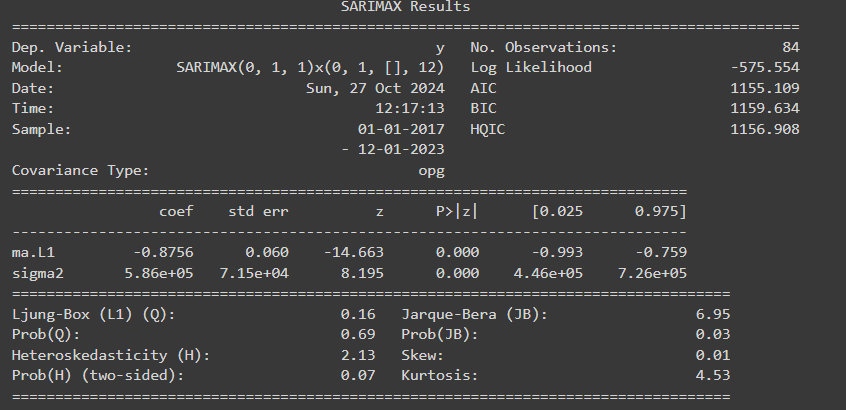 SARIMAX Results
==========================================================================================
Dep. Variable:                                  y   No. Observations:                   84
Model:             SARIMAX(0, 1, 1)x(0, 1, [], 12)   Log Likelihood                -575.554
Date:                            Sun, 27 Oct 2024   AIC                           1155.109
Time:                                    12:17:13   BIC                           1159.634
Sample:                                01-01-2017   HQIC                          1156.908
                                     - 12-01-2023
Covariance Type:                              opg
==============================================================================
                 coef    std err          z      P>|z|      [0.025      0.975]
------------------------------------------------------------------------------
ma.L1         -0.8756      0.060    -14.663      0.000      -0.993      -0.759
sigma2       5.86e+05   7.15e+04      8.195      0.000    4.46e+05    7.26e+05
===================================================================================
Ljung-Box (L1) (Q):                   0.16   Jarque-Bera (JB):                 6.95
Prob(Q):                              0.69   Prob(JB):                         0.03
Heteroskedasticity (H):               2.13   Skew:                             0.01
Prob(H) (two-sided):                  0.07   Kurtosis:                         4.53
===================================================================================